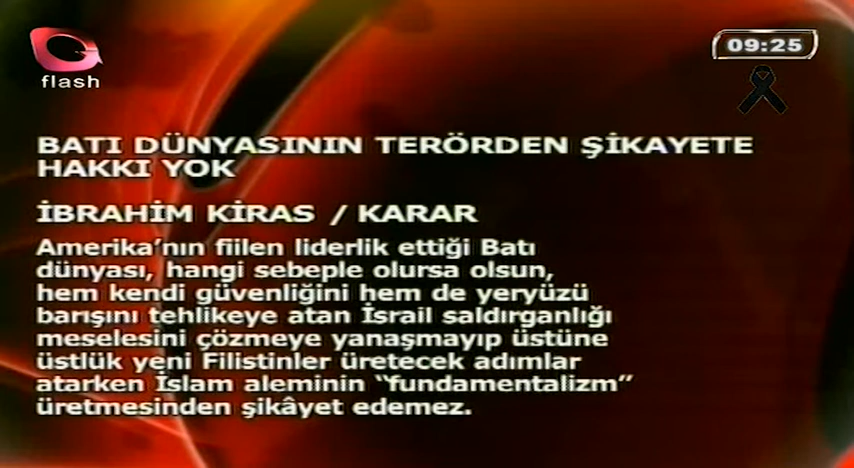 flash
09:25
BATI DÜNYASININ TERÖRDEN ŞİKAYETE
HAKKI YOK
İBRAHİM KİRAS / KARAR
Amerika’nın fiilen liderlik ettiği Batı
dünyası, hangi sebeple olursa olsun,
hem kendi güvenliğini hem de yeryüzü
barışını tehlikeye atan İsrail saldırganlığı
meselesini çözmeye yanaşmayıp üstüne
üstlük yeni Filistinler üretecek adımlar
atarken İslam aleminin “fundamentalizm”
üretmesinden şikâyet edemez.